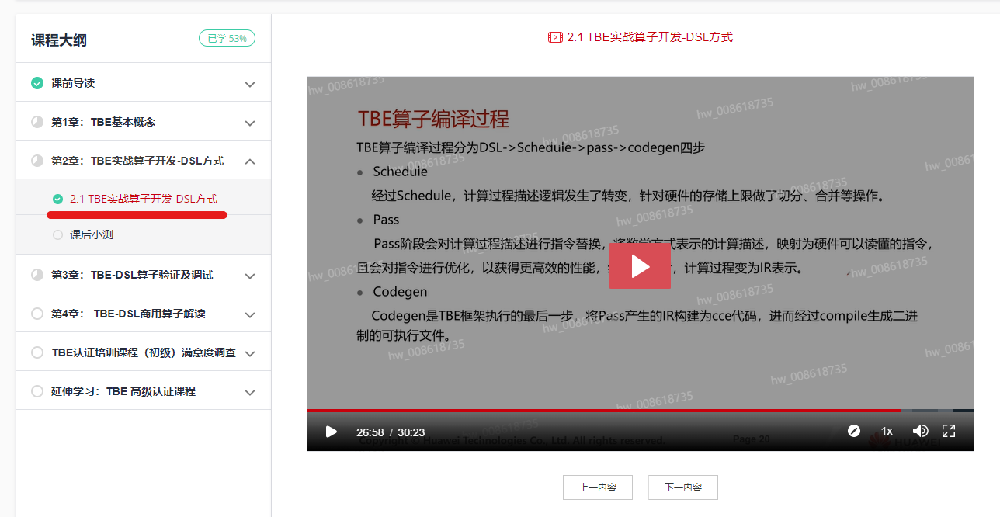 课程大纲
已学 53%
课前导读
第1章：TBE基本概念
第2章：TBE实战算子开发-DSL方式
2.1 TBE实战算子开发-DSL方式
课后小测
第3章：TBE-DSL算子验证及调试
第4章： TBE-DSL商用算子解读
TBE认证培训课程（初级）满意度调查
延伸学习：TBE 高级认证课程
2.1 TBE实战算子开发-DSL方式
TBE算子编译过程
TBE算子编译过程分为DSL->Schedule->pass->codegen四步
Schedule
经过Schedule，计算过程描述逻辑发生了转变，针对硬件的存储上限做了切分、合并等操作。
Pass
Pass阶段会对计算过程描述进行指令替换，将数学方式表示的计算描述，映射为硬件可以读懂的指令，
且会对指令进行优化，以获得更高效的性能，，计算过程变为IR表示。
Codegen
Codegen是TBE框架执行的最后一步，将Pass产生的IR构建为cce代码，进而经过compile生成二进
制的可执行文件。
hw_008618735
26:58 / 30:23
1x
Copyright © Huawei Technologies Co., Ltd. All rights reserved.
Page 20
HUAWEI
上一内容
下一内容